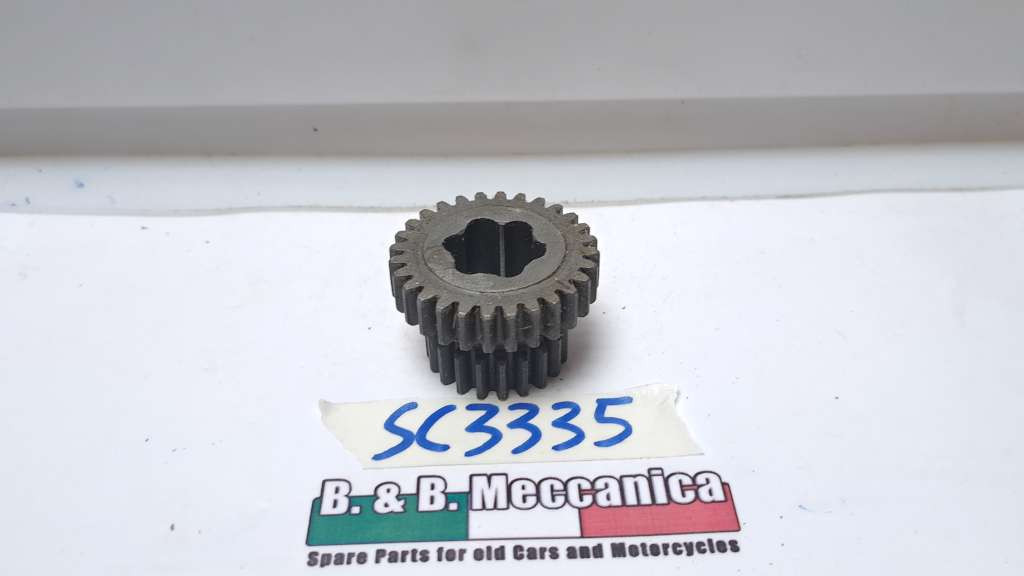 SC3335
B. & B. Meccanica
Spare Parts for old Cars and Motorcycles